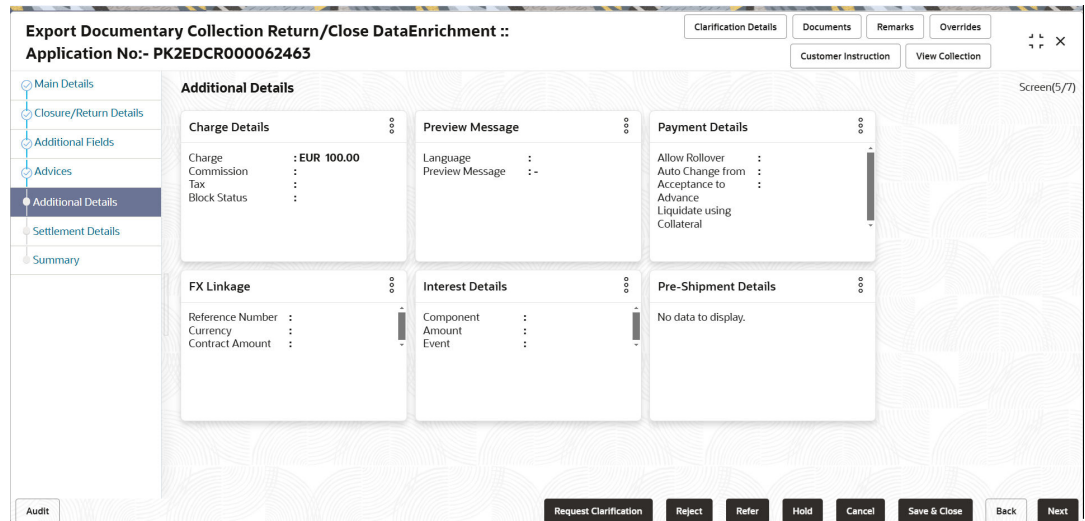 Export Documentary Collection Return/Close DataEnrichment ::
Application No:- PK2EDCR000062463
Clarification Details
Documents
Remarks
Overrides
Customer Instruction
View Collection
Main Details
Closure/Return Details
Additional Fields
Advices
Additional Details
Settlement Details
Summary
Additional Details
Screen(5/7)
Charge Details
Charge : EUR 100.00
Commission :
Tax :
Block Status :
Preview Message
Language :
Preview Message : -
Payment Details
Allow Rollover :
Auto Change from :
Acceptance to :
Advance
Liquidate using
Collateral
FX Linkage
Reference Number :
Currency :
Contract Amount :
Interest Details
Component :
Amount :
Event :
Pre-Shipment Details
No data to display.
Audit
Request Clarification
Reject
Refer
Hold
Cancel
Save & Close
Back
Next